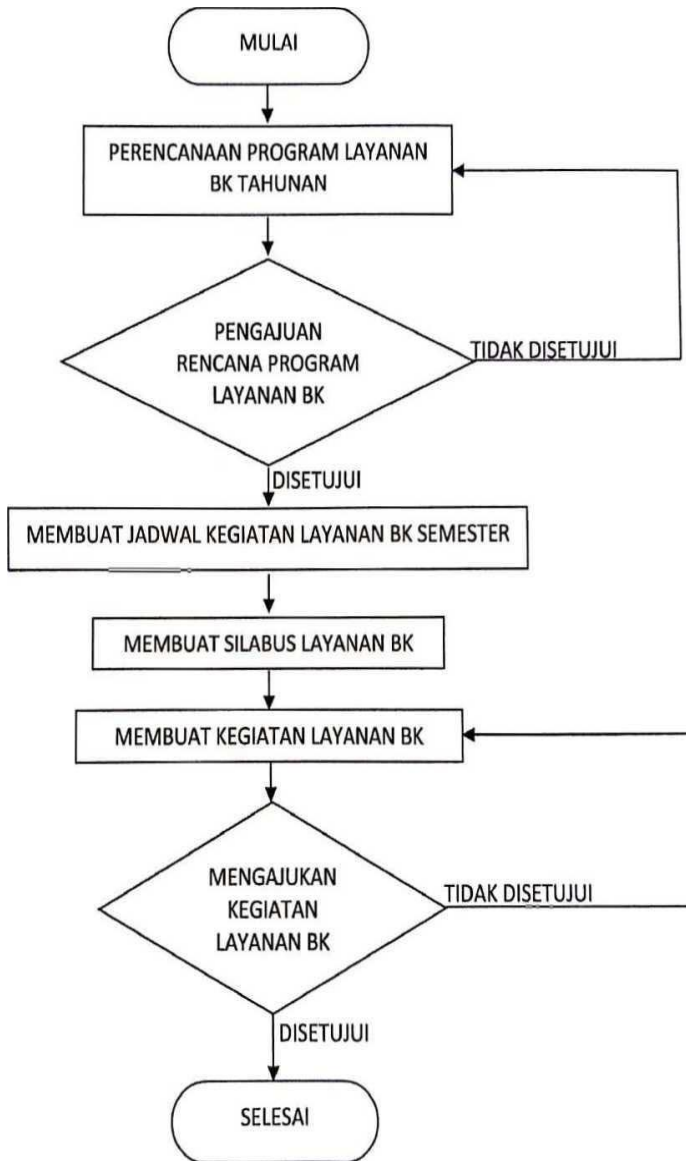 MULAI
PERENCANAAN PROGRAM LAYANAN
BK TAHUNAN
PENGAJUAN
RENCANA PROGRAM
LAYANAN BK
TIDAK DISETUJUI
DISETUJUI
MEMBUAT JADWAL KEGIATAN LAYANAN BK SEMESTER
MEMBUAT SILABUS LAYANAN BK
MEMBUAT KEGIATAN LAYANAN BK
MENGAJUKAN
KEGIATAN
LAYANAN BK
TIDAK DISETUJUI
DISETUJUI
SELESAI